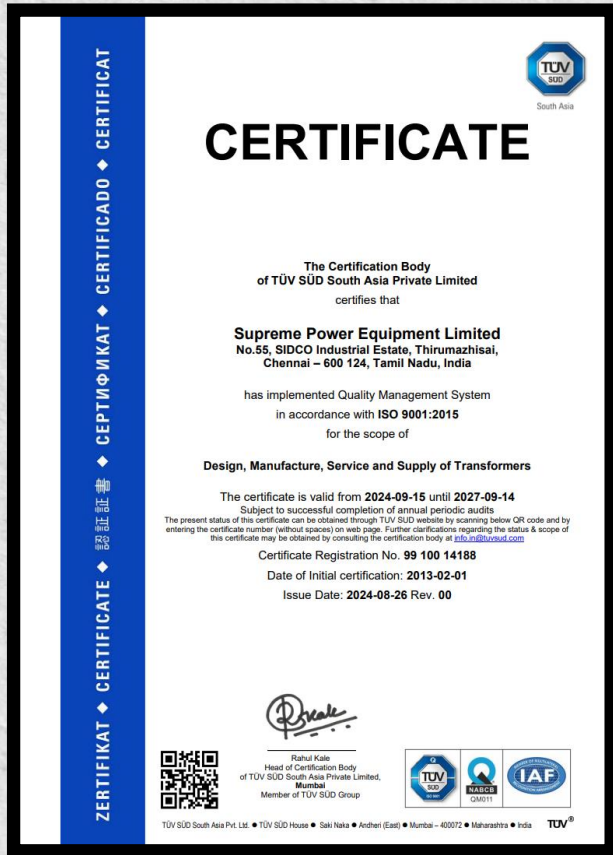 ZERTIFIKAT ◆ CERTIFICATE ◆ 認証証書 ◆ СЕРТИФИКАТ ◆ CERTIFICADO ◆ CERTIFICAT
TÜV
SÜD
South Asia
CERTIFICATE
The Certification Body
of TÜV SÜD South Asia Private Limited
certifies that
Supreme Power Equipment Limited
No.55, SIDCO Industrial Estate, Thirumazhisai,
Chennai – 600 124, Tamil Nadu, India
has implemented Quality Management System
in accordance with ISO 9001:2015
for the scope of
Design, Manufacture, Service and Supply of Transformers
The certificate is valid from 2024-09-15 until 2027-09-14
Subject to successful completion of annual periodic audits
The present status of this certificate can be obtained through TUV SUD website by scanning below QR code and by
entering the certificate number (without spaces) on web page. Further clarifications regarding the status & scope of
this certificate may be obtained by consulting the certification body at info.in@tuvsud.com
Certificate Registration No. 99 100 14188
Date of Initial certification: 2013-02-01
Issue Date: 2024-08-26 Rev. 00
Rahul Kale
Head of Certification Body
of TÜV SÜD South Asia Private Limited,
Mumbai
Member of TÜV SÜD Group
TÜV
SÜD
ISO 9001
NABCB
QM011
IAF
TÜV SÜD South Asia Pvt. Ltd. ● TÜV SÜD House ● Saki Naka ● Andheri (East) ● Mumbai – 400072 ● Maharashtra ● India TÜV®